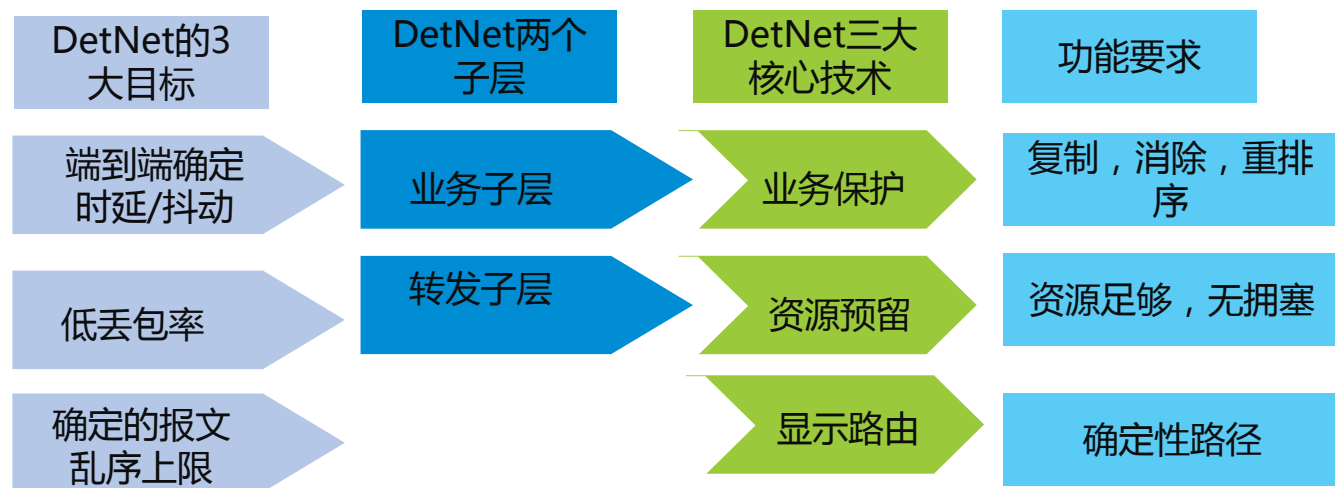 DetNet的3
大目标
DetNet两个
子层
DetNet三大
核心技术
功能要求
端到端确定
时延/抖动
业务子层
业务保护
复制，消除，重排
序
低丢包率
转发子层
资源预留
资源足够，无拥塞
确定的报文
乱序上限
显示路由
确定性路径